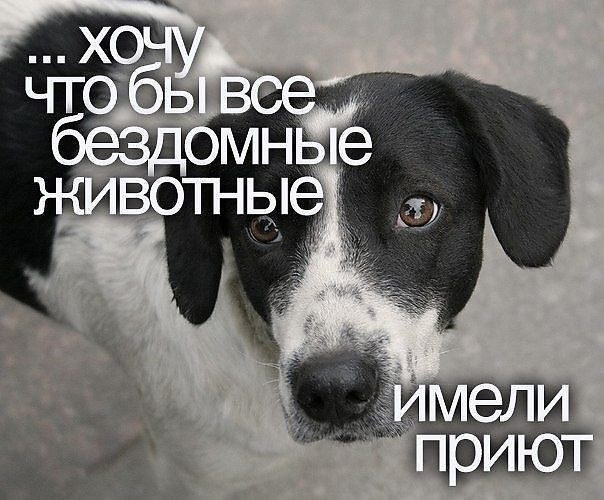 ... хочу
что бы все
бездомные
животные
имели
приют